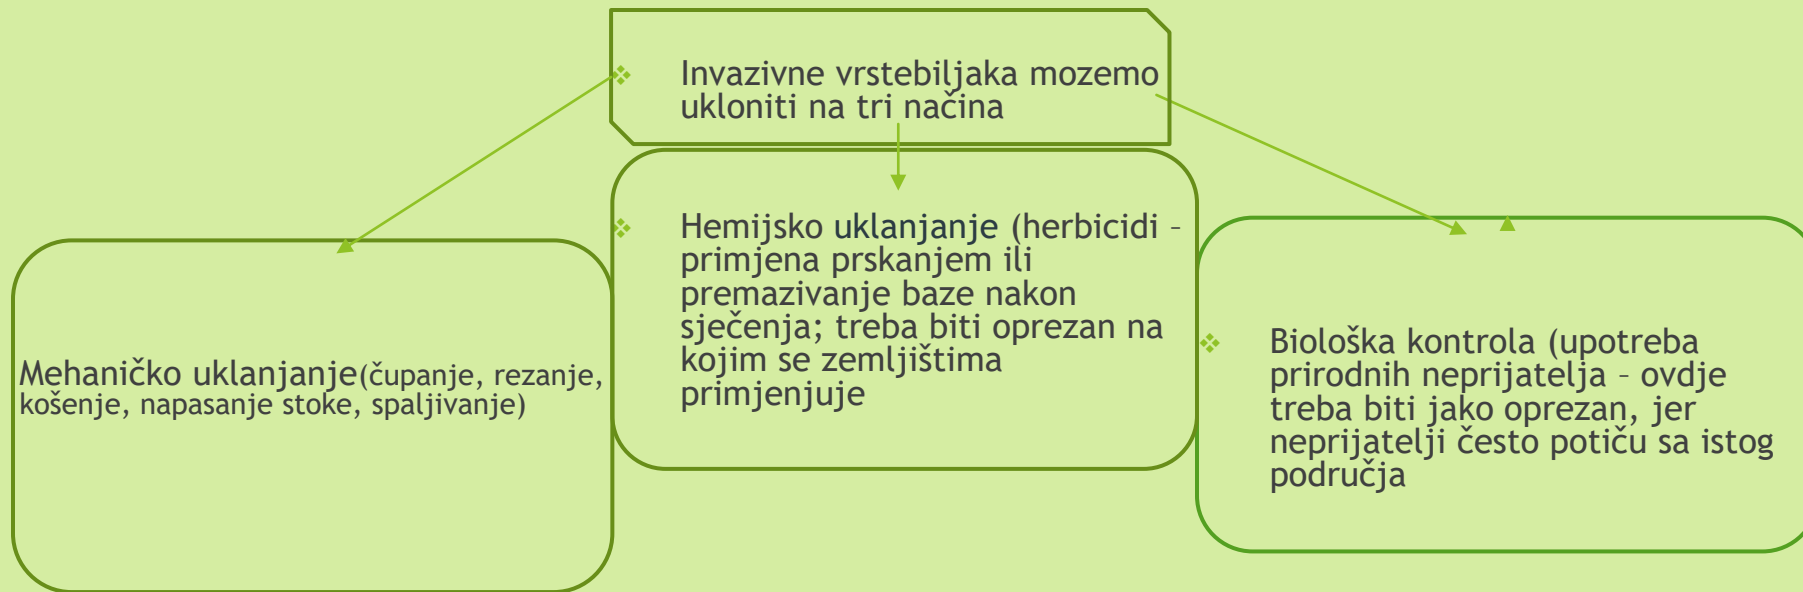 Invazivne vrstebiljaka mozemo
ukloniti na tri načina
Mehaničko uklanjanje(čupanje, rezanje,
košenje, napasanje stoke, spaljivanje)
Hemijsko uklanjanje (herbicidi –
primjena prskanjem ili
premazivanje baze nakon
sječenja; treba biti oprezan na
kojim se zemljištima
primjenjuje
Biološka kontrola (upotreba
prirodnih neprijatelja – ovdje
treba biti jako oprezan, jer
neprijatelji često potiču sa istog
područja